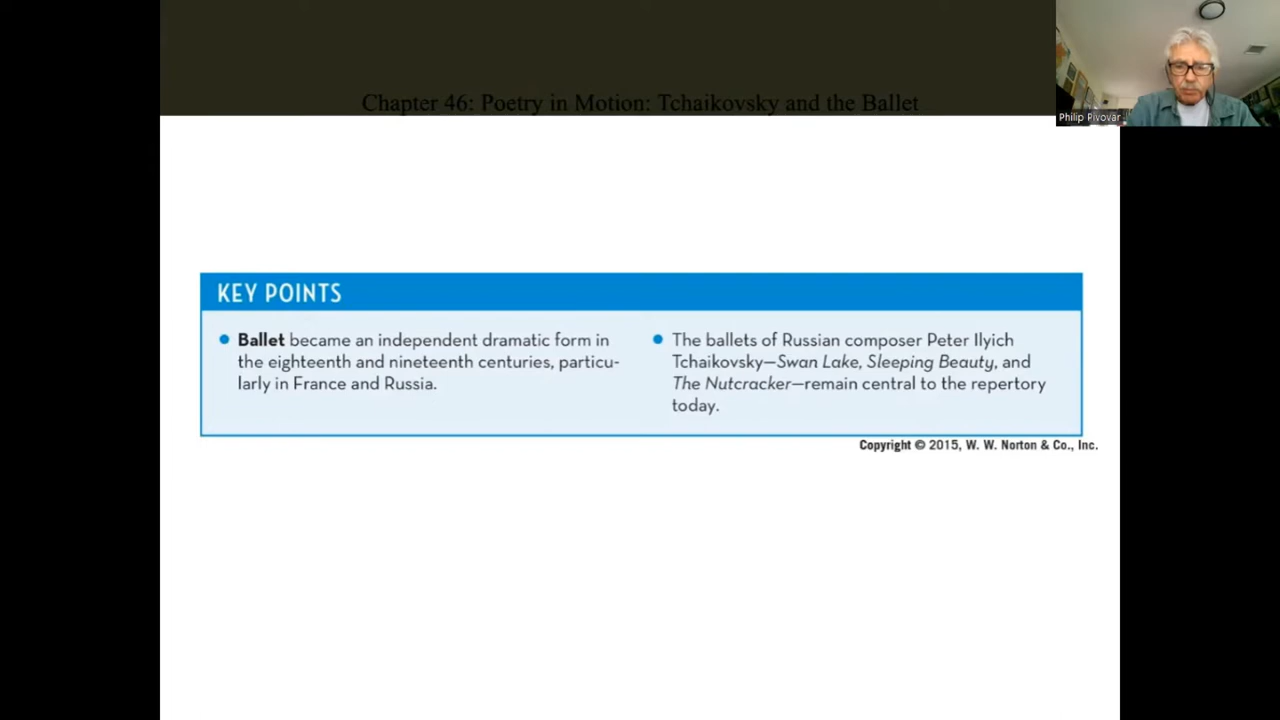 Chapter 46: Poetry in Motion: Tchaikovsky and the Ballet
Philip Pivovar
KEY POINTS
Ballet became an independent dramatic form in
the eighteenth and nineteenth centuries, particu-
larly in France and Russia.
The ballets of Russian composer Peter Ilyich
Tchaikovsky—Swan Lake, Sleeping Beauty, and
The Nutcracker—remain central to the repertory
today.
Copyright © 2015, W. W. Norton & Co., Inc.